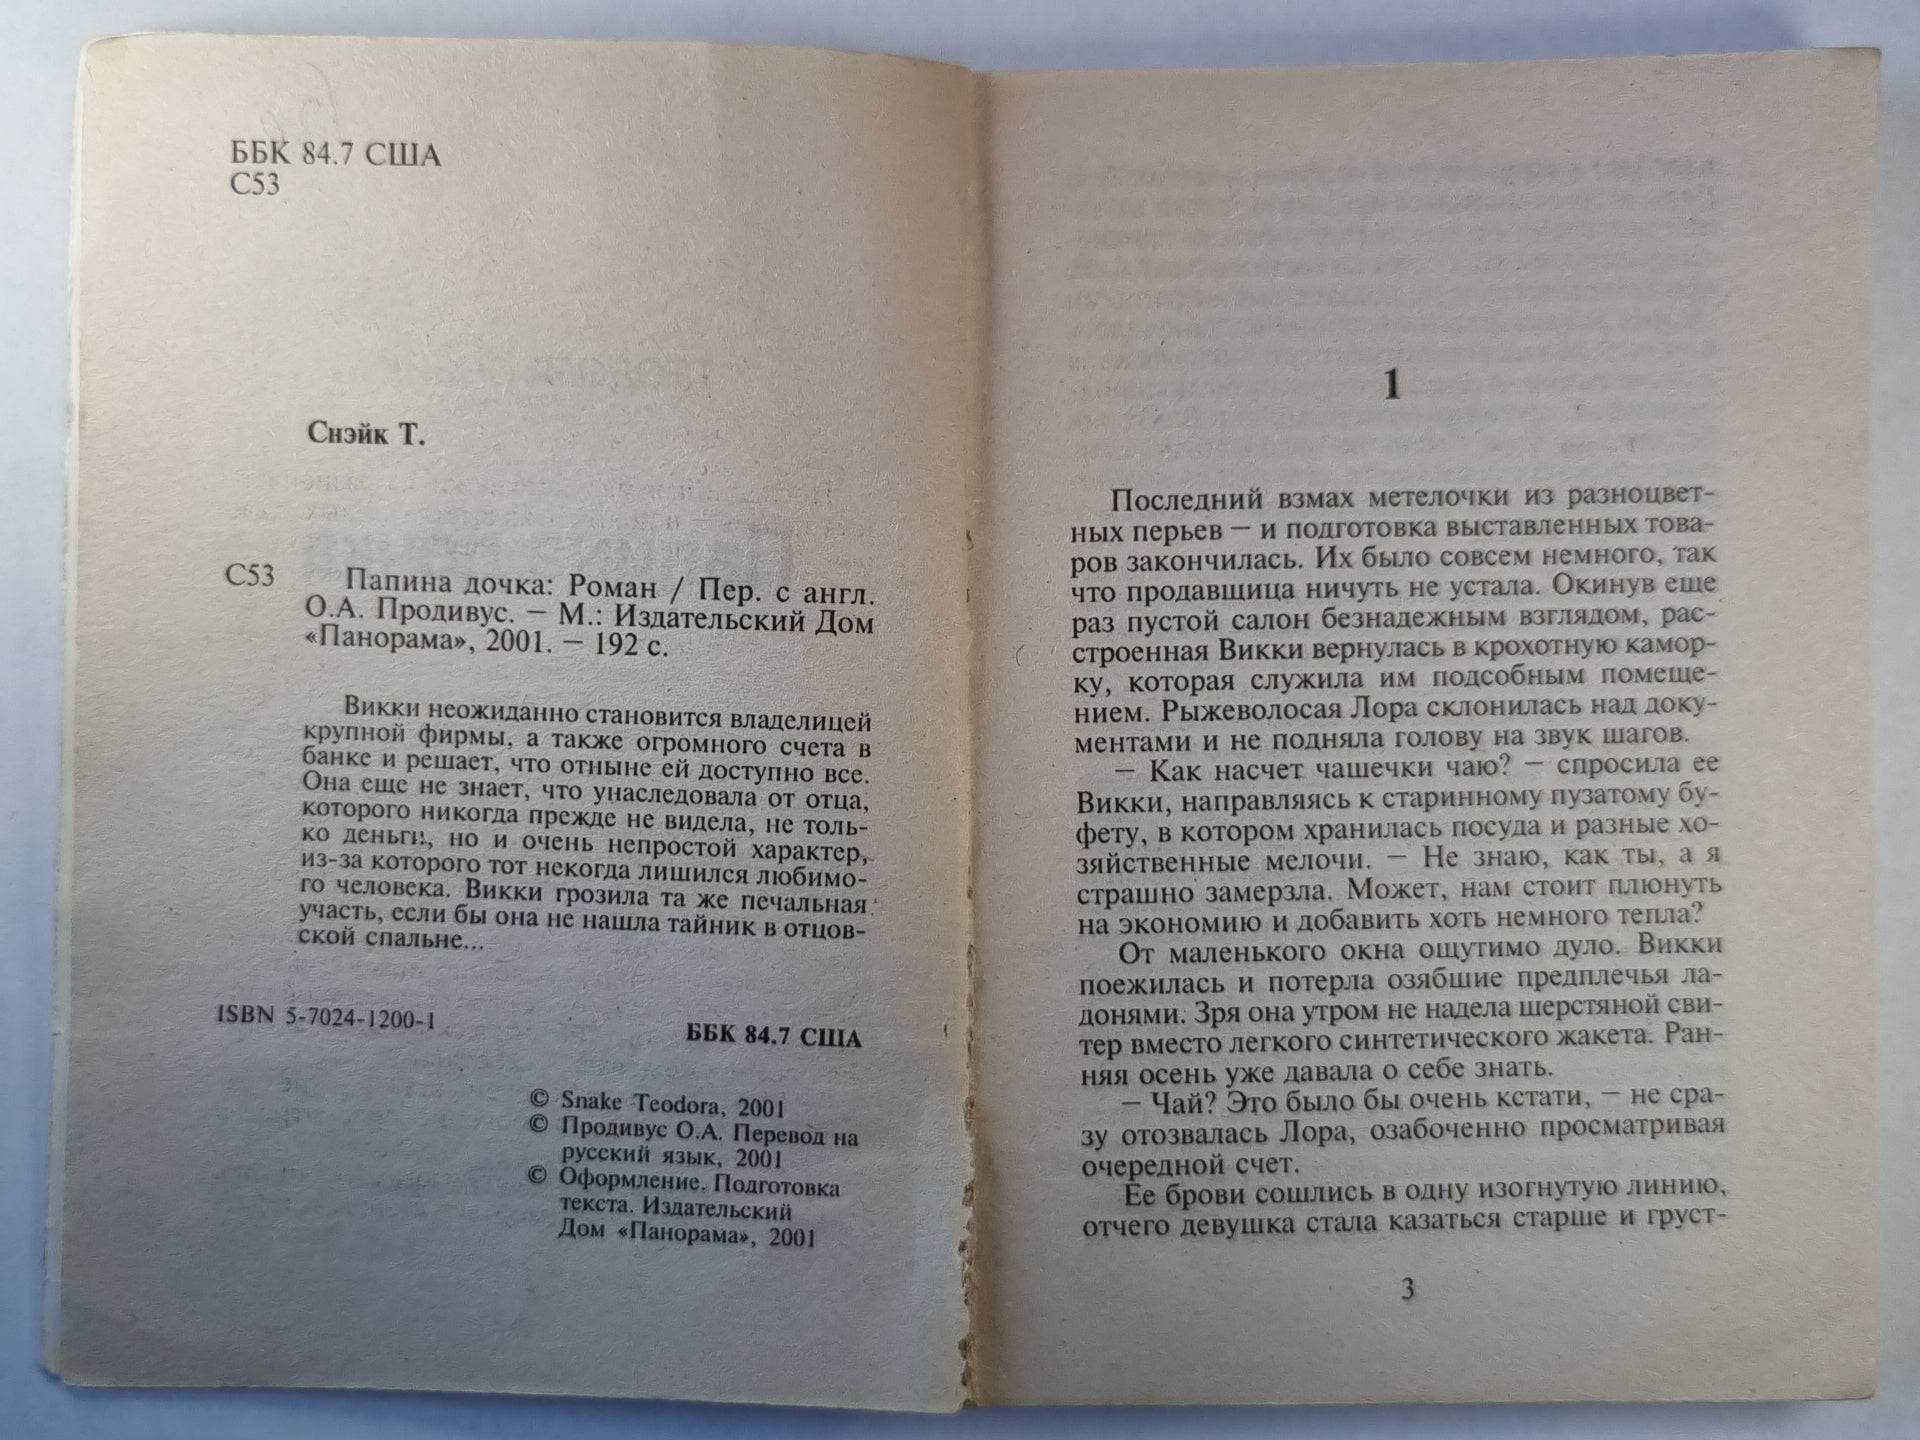 ББК 84.7 США
С53
Снэйк Т.
С53 Папина дочка: Роман / Пер. с англ.
О.А. Продивус. — М.: Издательский Дом
«Панорама», 2001. — 192 с.
Викки неожиданно становится владелицей
крупной фирмы, а также огромного счета в
банке и решает, что отныне ей доступно все.
Она еще не знает, что унаследовала от отца,
которого никогда прежде не видела, не толь-
ко деньги, но и очень непростой характер,
из-за которого тот некогда лишился любимо-
го человека. Викки грозила та же печальная
участь, если бы она не нашла тайник в отцов-
ской спальне...
ISBN 5-7024-1200-1
ББК 84.7 США
© Snake Teodora, 2001
© Продивус О.А. Перевод на
русский язык, 2001
© Оформление. Подготовка
текста. Издательский
Дом «Панорама», 2001
1
Последний взмах метелочки из разноцвет-
ных перьев — и подготовка выставленных това-
ров закончилась. Их было совсем немного, так
что продавщица ничуть не устала. Окинув еще
раз пустой салон безнадежным взглядом, рас-
строенная Викки вернулась в крохотную камор-
ку, которая служила им подсобным помеще-
нием. Рыжеволосая Лора склонилась над доку-
ментами и не подняла голову на звук шагов.
— Как насчет чашечки чаю? — спросила ее
Викки, направляясь к старинному пузатому бу-
фету, в котором хранилась посуда и разные хо-
зяйственные мелочи. — Не знаю, как ты, а я
страшно замерзла. Может, нам стоит плюнуть
на экономию и добавить хоть немного тепла?
От маленького окна ощутимо дуло. Викки
поежилась и потерла озябшие предплечья ла-
донями. Зря она утром не надела шерстяной сви-
тер вместо легкого синтетического жакета. Ран-
няя осень уже давала о себе знать.
— Чай? Это было бы очень кстати, — не сра-
зу отозвалась Лора, озабоченно просматривая
очередной счет.
Ее брови сошлись в одну изогнутую линию,
отчего девушка стала казаться старше и груст-
3